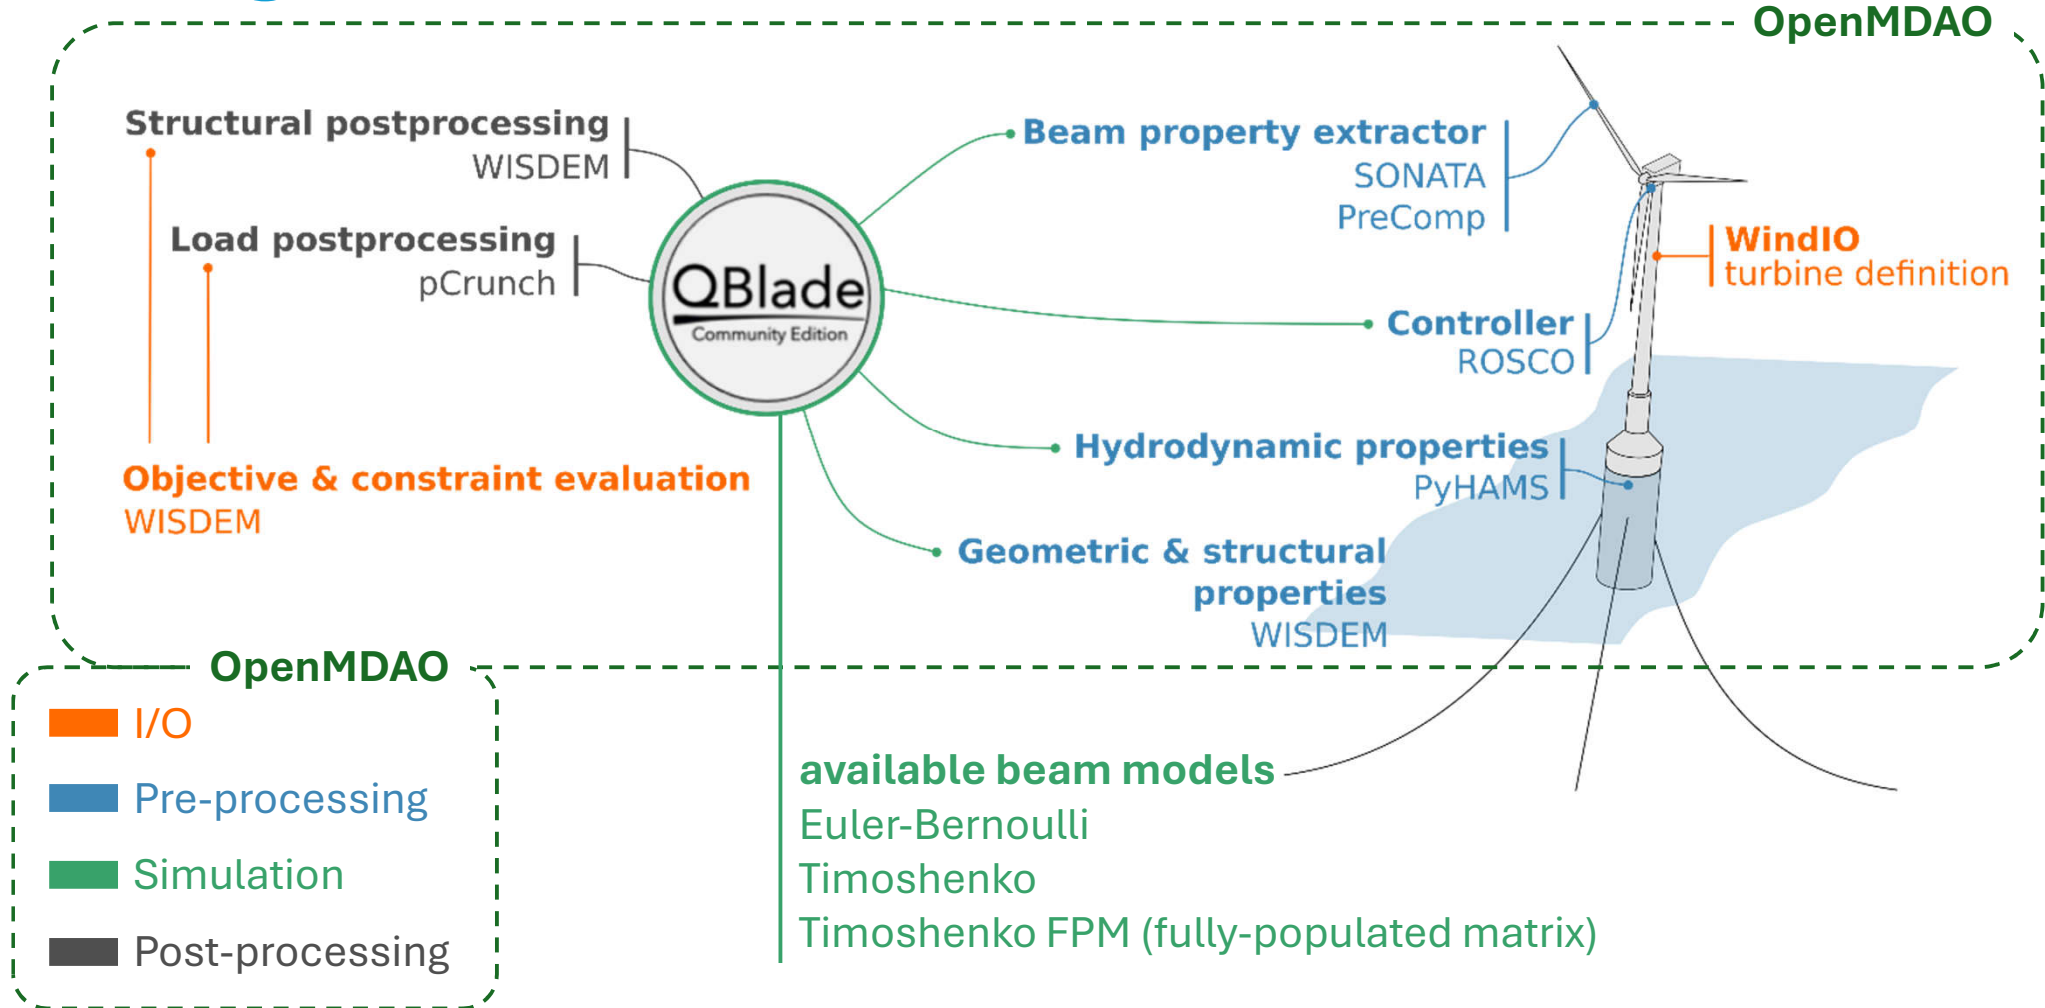 OpenMDAO
Structural postprocessing
WISDEM
Load postprocessing
pCrunch
Objective & constraint evaluation
WISDEM
QBlade
Community Edition
Beam property extractor
SONATA
PreComp
WindIO
turbine definition
Controller
ROSCO
Hydrodynamic properties
PyHAMS
Geometric & structural
properties
WISDEM
OpenMDAO
I/O
Pre-processing
Simulation
Post-processing
available beam models
Euler-Bernoulli
Timoshenko
Timoshenko FPM (fully-populated matrix)